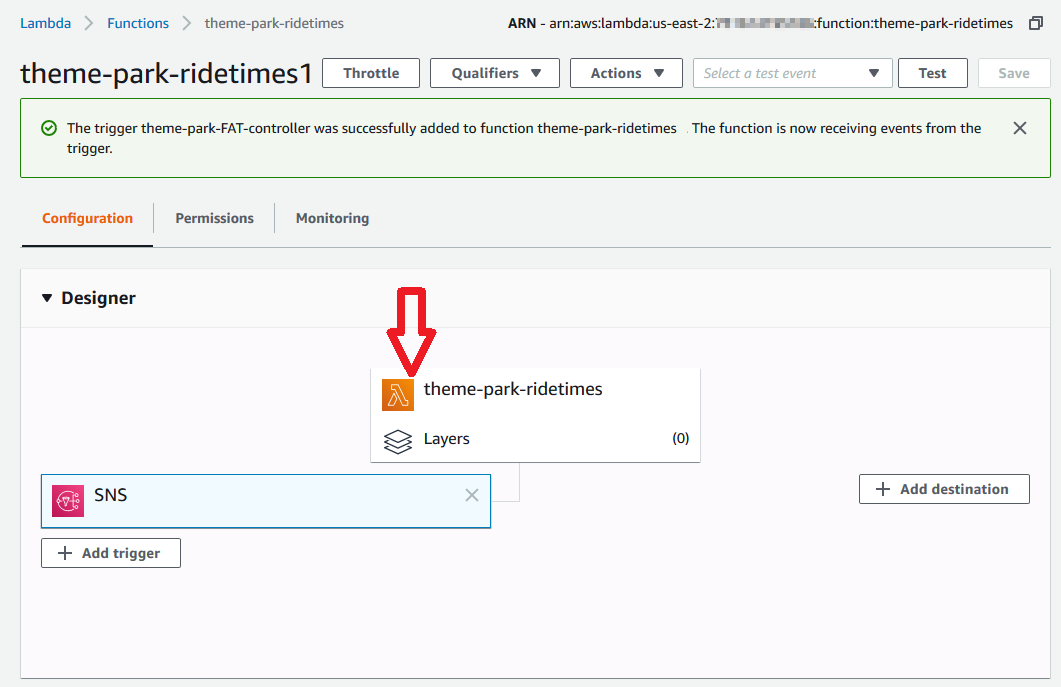 Lambda > Functions > theme-park-ridetimes
ARN - arn:aws:lambda:us-east-2: :function:theme-park-ridetimes
theme-park-ridetimes1
Throttle
Qualifiers
Actions
Select a test event
Test
Save
The trigger theme-park-FAT-controller was successfully added to function theme-park-ridetimes . The function is now receiving events from the
trigger.
Configuration
Permissions
Monitoring
Designer
theme-park-ridetimes
Layers (0)
SNS
+ Add destination
+ Add trigger